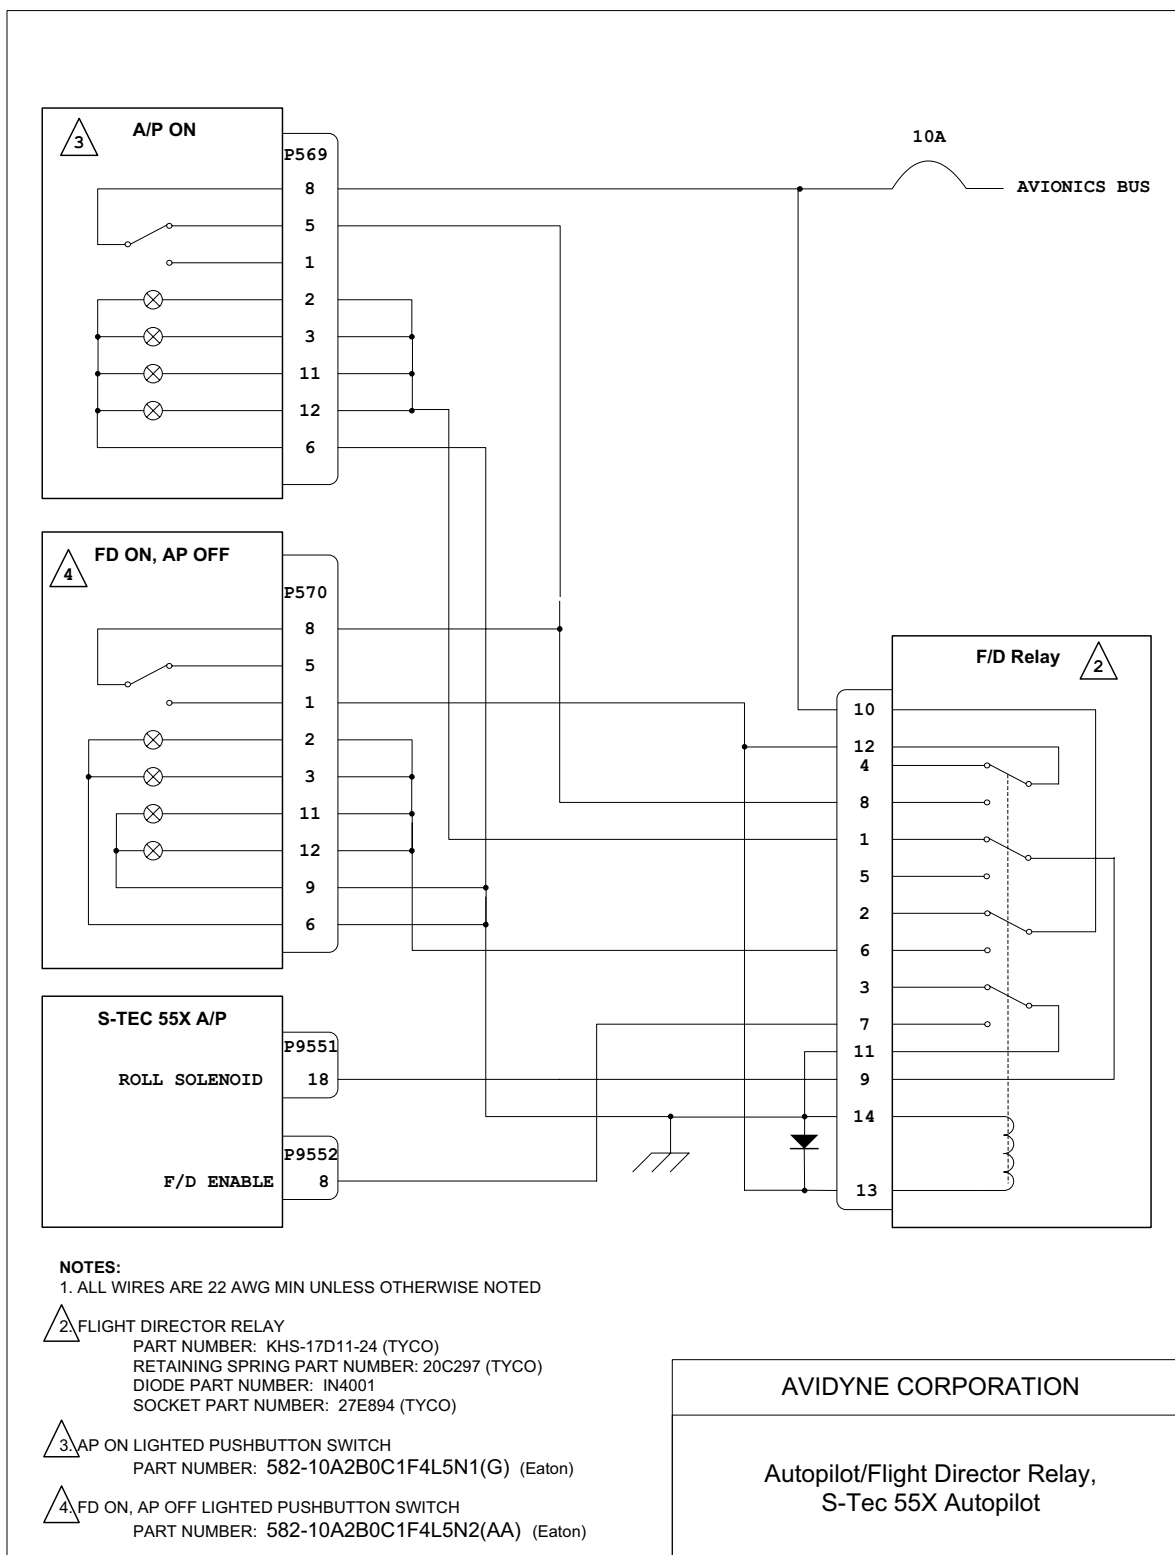 10A
AVIONICS BUS
3
A/P ON
P569
8
5
1
2
3
11
12
6
4
FD ON, AP OFF
P570
8
5
1
2
3
11
12
9
6
F/D Relay
2
10
12
4
8
1
5
2
6
3
7
11
9
14
13
S-TEC 55X A/P
P9551
ROLL SOLENOID 18
P9552
F/D ENABLE 8
NOTES:
1. ALL WIRES ARE 22 AWG MIN UNLESS OTHERWISE NOTED
2. FLIGHT DIRECTOR RELAY
PART NUMBER: KHS-17D11-24 (TYCO)
RETAINING SPRING PART NUMBER: 20C297 (TYCO)
DIODE PART NUMBER: IN4001
SOCKET PART NUMBER: 27E894 (TYCO)
3. AP ON LIGHTED PUSHBUTTON SWITCH
PART NUMBER: 582-10A2B0C1F4L5N1(G) (Eaton)
4. FD ON, AP OFF LIGHTED PUSHBUTTON SWITCH
PART NUMBER: 582-10A2B0C1F4L5N2(AA) (Eaton)
AVIDYNE CORPORATION
Autopilot/Flight Director Relay,
S-Tec 55X Autopilot